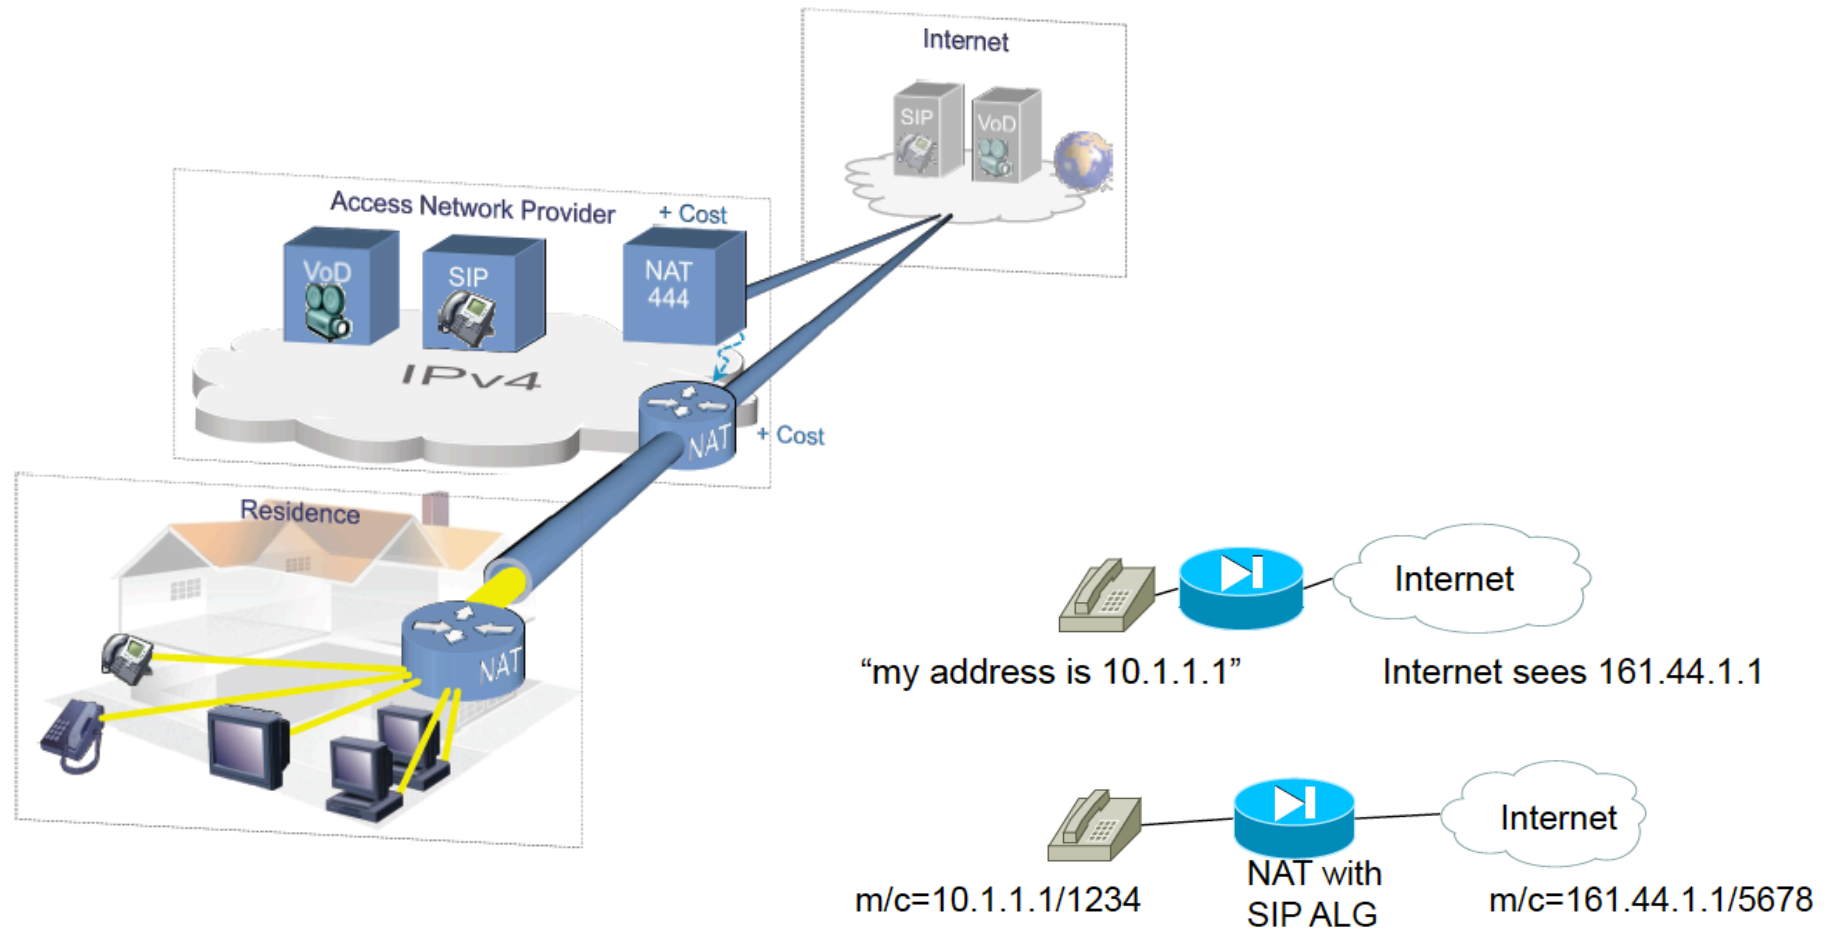 Internet
SIP
VoD
Access Network Provider
+ Cost
VoD
SIP
NAT
444
IPv4
NAT
+ Cost
Residence
NAT
Internet
“my address is 10.1.1.1”
Internet sees 161.44.1.1
Internet
NAT with
SIP ALG
m/c=10.1.1.1/1234
m/c=161.44.1.1/5678